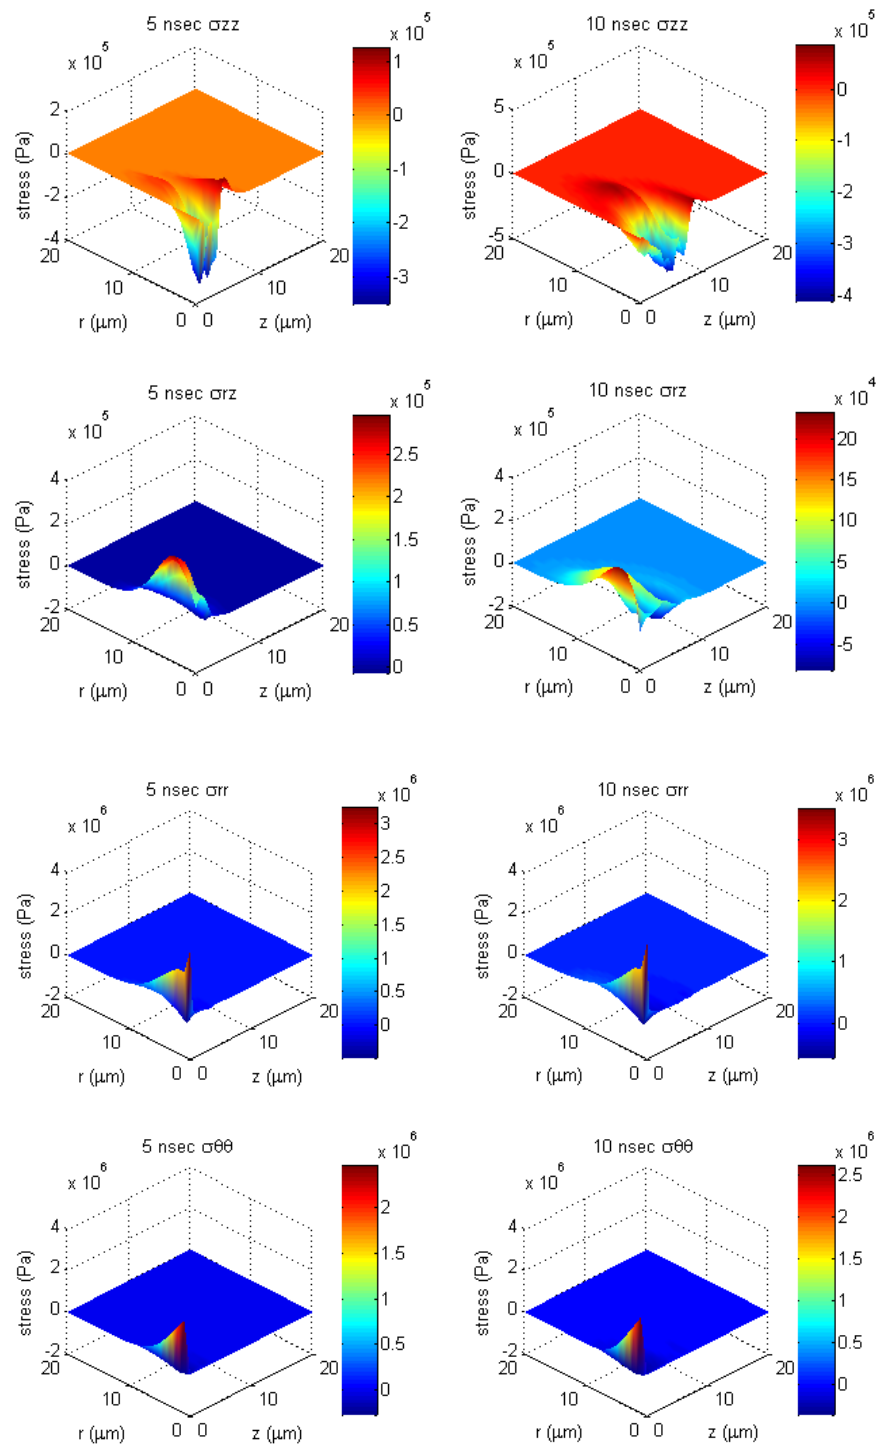 5 nsec σzz
x 10^5
x 10^5
2
0
-2
-4
stress (Pa)
20
10
0
r (μm)
0
10
20
z (μm)
1
0
-1
-2
-3
10 nsec σzz
x 10^5
x 10^5
5
0
-5
stress (Pa)
20
10
0
r (μm)
0
10
20
z (μm)
0
-1
-2
-3
-4
5 nsec σrz
x 10^5
x 10^5
4
2
0
-2
stress (Pa)
20
10
0
r (μm)
0
10
20
z (μm)
2.5
2
1.5
1
0.5
0
10 nsec σrz
x 10^5
x 10^4
4
2
0
-2
stress (Pa)
20
10
0
r (μm)
0
10
20
z (μm)
20
15
10
5
0
-5
5 nsec σrr
x 10^6
x 10^6
4
2
0
-2
stress (Pa)
20
10
0
r (μm)
0
10
20
z (μm)
3
2.5
2
1.5
1
0.5
0
10 nsec σrr
x 10^6
x 10^6
4
2
0
-2
stress (Pa)
20
10
0
r (μm)
0
10
20
z (μm)
3
2
1
0
5 nsec σθθ
x 10^6
x 10^6
4
2
0
-2
stress (Pa)
20
10
0
r (μm)
0
10
20
z (μm)
2
1.5
1
0.5
0
10 nsec σθθ
x 10^6
x 10^6
4
2
0
-2
stress (Pa)
20
10
0
r (μm)
0
10
20
z (μm)
2.5
2
1.5
1
0.5
0